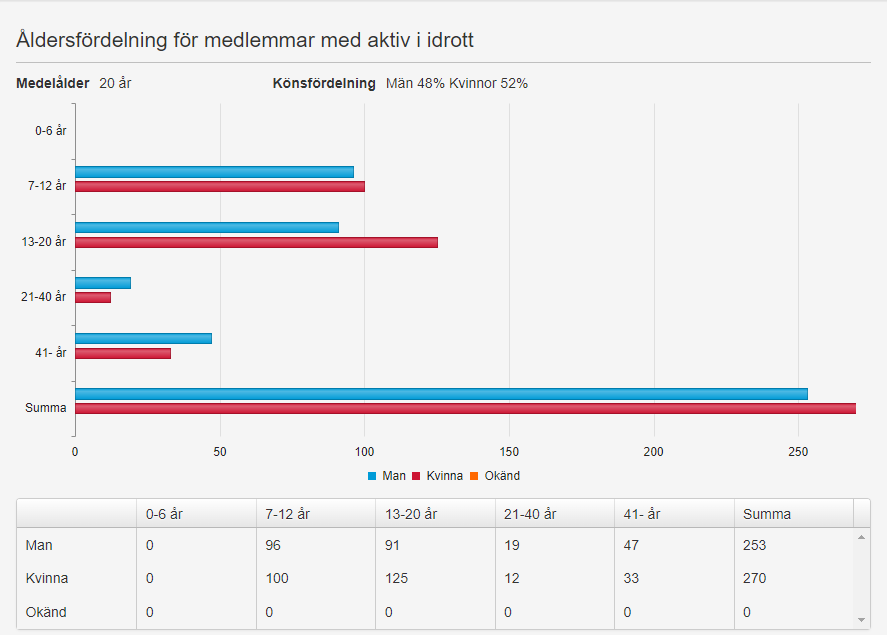 Åldersfördelning för medlemmar med aktiv i idrott
Medelålder 20 år Könsfördelning Män 48% Kvinnor 52%
0-6 år
7-12 år
13-20 år
21-40 år
41- år
Summa
0 50 100 150 200 250
Man Kvinna Okänd
0-6 år 7-12 år 13-20 år 21-40 år 41- år Summa
Man 0 96 91 19 47 253
Kvinna 0 100 125 12 33 270
Okänd 0 0 0 0 0 0